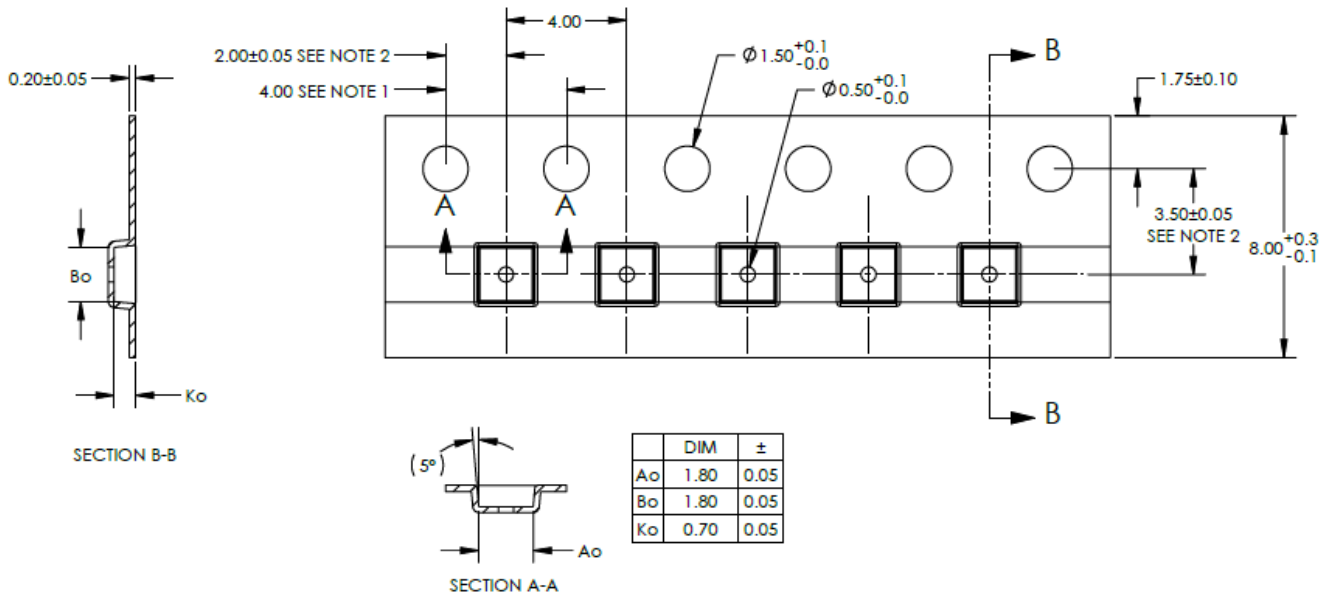 4.00
2.00±0.05 SEE NOTE 2
4.00 SEE NOTE 1
0.20±0.05
Ø1.50 +0.1 -0.0
Ø0.50 +0.1 -0.0
B
1.75±0.10
A A
3.50±0.05
SEE NOTE 2
8.00 +0.3 -0.1
Bo
Ko
B
SECTION B-B
(5°)
Ao
SECTION A-A
DIM ±
Ao 1.80 0.05
Bo 1.80 0.05
Ko 0.70 0.05